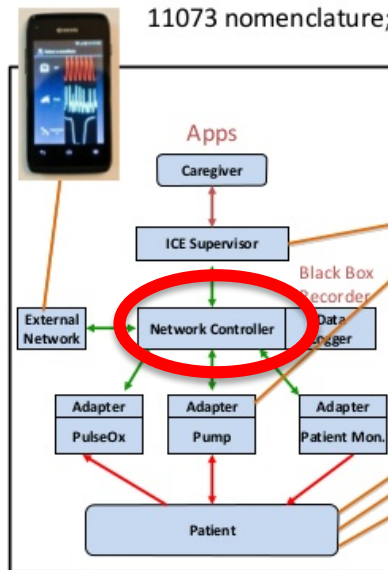 11073 nomenclature;
Apps
Caregiver
ICE Supervisor
Black Box
Recorder
External
Network
Network Controller
Data
Logger
Adapter
PulseOx
Adapter
Pump
Adapter
Patient Mon.
Patient